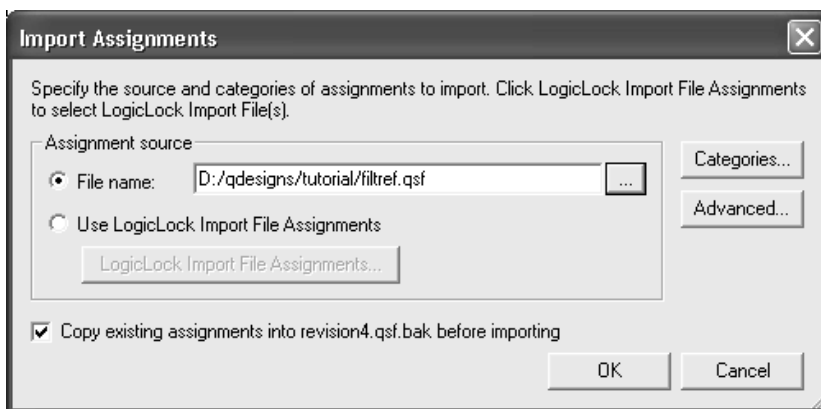 Import Assignments
Specify the source and categories of assignments to import. Click LogicLock Import File Assignments
to select LogicLock Import File(s).
Assignment source
File name:
D:/qdesigns/tutorial/filtref.qsf
...
Categories...
Use LogicLock Import File Assignments
Advanced...
LogicLock Import File Assignments...
Copy existing assignments into revision4.qsf.bak before importing
OK
Cancel